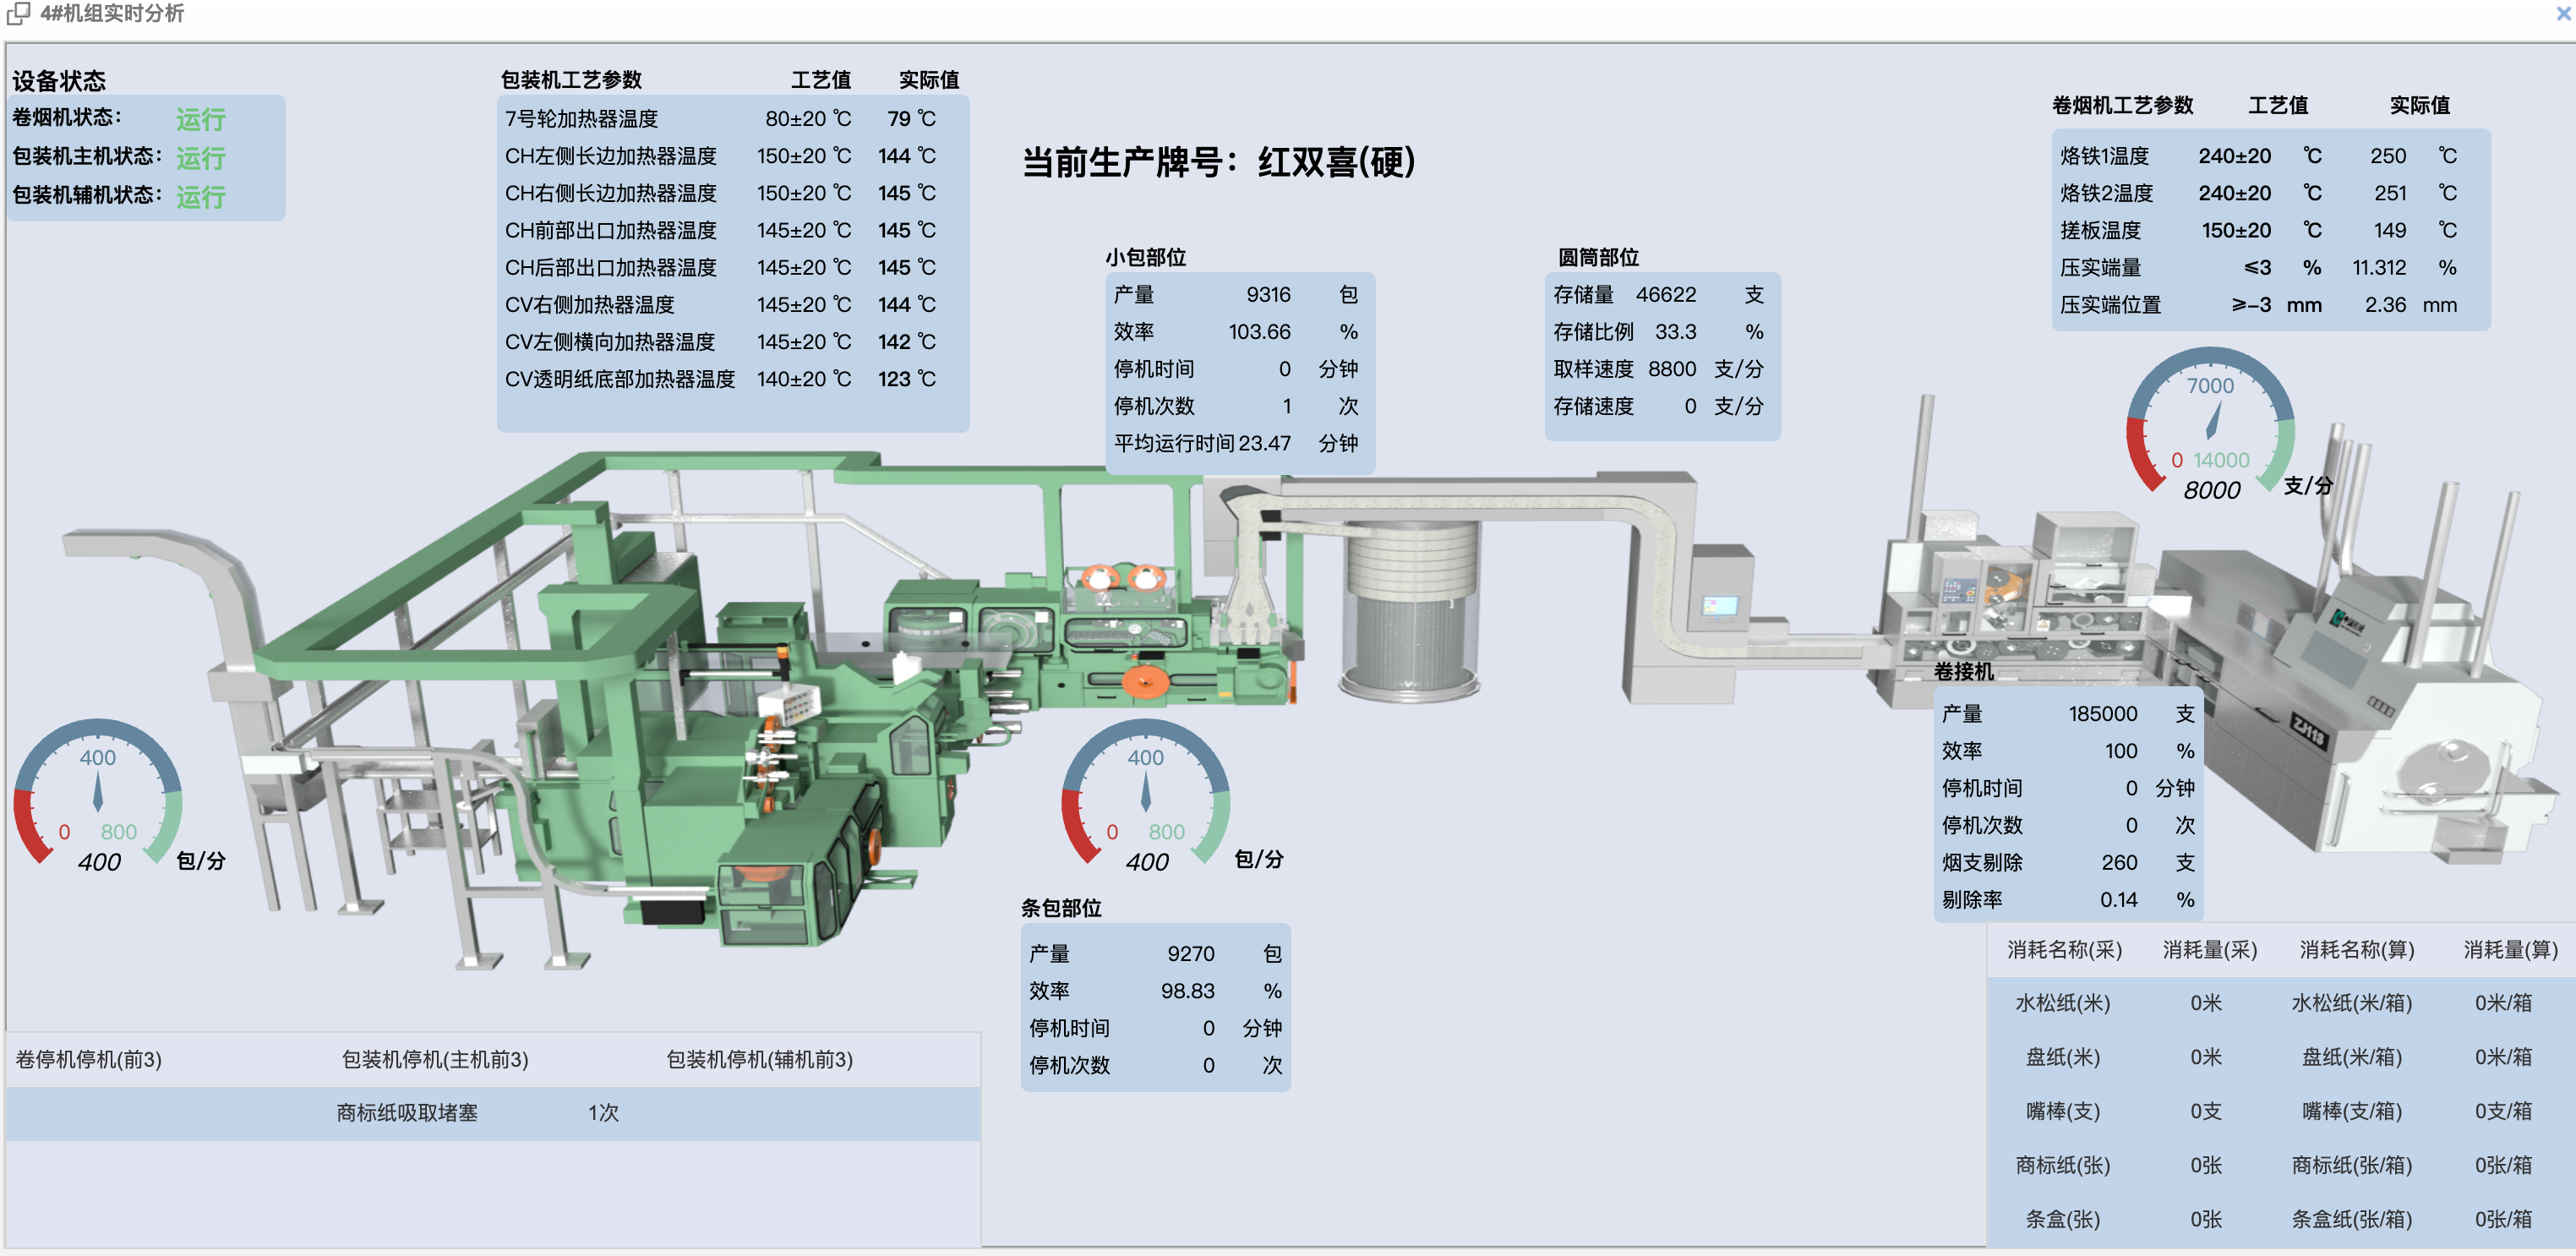 4#机组实时分析
设备状态
卷烟机状态： 运行
包装机主机状态： 运行
包装机辅机状态： 运行
包装机工艺参数 工艺值 实际值
7号轮加热器温度 80±20 ℃ 79 ℃
CH左侧长边加热器温度 150±20 ℃ 144 ℃
CH右侧长边加热器温度 150±20 ℃ 145 ℃
CH前部出口加热器温度 145±20 ℃ 145 ℃
CH后部出口加热器温度 145±20 ℃ 145 ℃
CV右侧加热器温度 145±20 ℃ 144 ℃
CV左侧横向加热器温度 145±20 ℃ 142 ℃
CV透明纸底部加热器温度 140±20 ℃ 123 ℃
当前生产牌号：红双喜(硬)
小包部位
产量 9316 包
效率 103.66 %
停机时间 0 分钟
停机次数 1 次
平均运行时间 23.47 分钟
圆筒部位
存储量 46622 支
存储比例 33.3 %
取样速度 8800 支/分
存储速度 0 支/分
卷烟机工艺参数 工艺值 实际值
烙铁1温度 240±20 ℃ 250 ℃
烙铁2温度 240±20 ℃ 251 ℃
搓板温度 150±20 ℃ 149 ℃
压实端量 ≤3 % 11.312 %
压实端位置 ≥-3 mm 2.36 mm
7000
0 14000
8000 支/分
400
0 800
400 包/分
400
0 800
400 包/分
ZJ118
卷接机
产量 185000 支
效率 100 %
停机时间 0 分钟
停机次数 0 次
烟支剔除 260 支
剔除率 0.14 %
条包部位
产量 9270 包
效率 98.83 %
停机时间 0 分钟
停机次数 0 次
卷停机停机(前3) 包装机停机(主机前3) 包装机停机(辅机前3)
商标纸吸取堵塞 1次
消耗名称(采) 消耗量(采) 消耗名称(算) 消耗量(算)
水松纸(米) 0米 水松纸(米/箱) 0米/箱
盘纸(米) 0米 盘纸(米/箱) 0米/箱
嘴棒(支) 0支 嘴棒(支/箱) 0支/箱
商标纸(张) 0张 商标纸(张/箱) 0张/箱
条盒(张) 0张 条盒纸(张/箱) 0张/箱